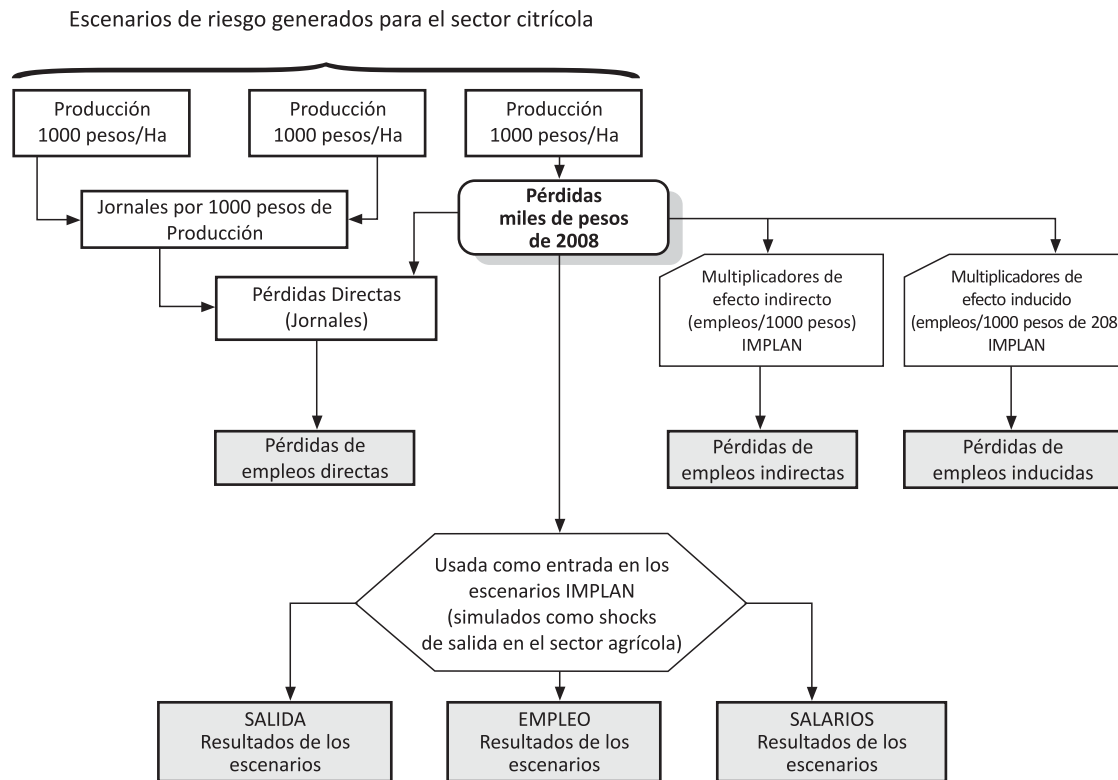 Escenarios de riesgo generados para el sector citrícola
Producción
1000 pesos/Ha
Producción
1000 pesos/Ha
Producción
1000 pesos/Ha
Jornales por 1000 pesos de
Producción
Pérdidas
miles de pesos
de 2008
Pérdidas Directas
(Jornales)
Multiplicadores de
efecto indirecto
(empleos/1000 pesos)
IMPLAN
Multiplicadores de
efecto inducido
(empleos/1000 pesos de 208
IMPLAN
Pérdidas de
empleos directas
Pérdidas de
empleos indirectas
Pérdidas de
empleos inducidas
Usada como entrada en los
escenarios IMPLAN
(simulados como shocks
de salida en el sector agrícola)
SALIDA
Resultados de los
escenarios
EMPLEO
Resultados de los
escenarios
SALARIOS
Resultados de los
escenarios